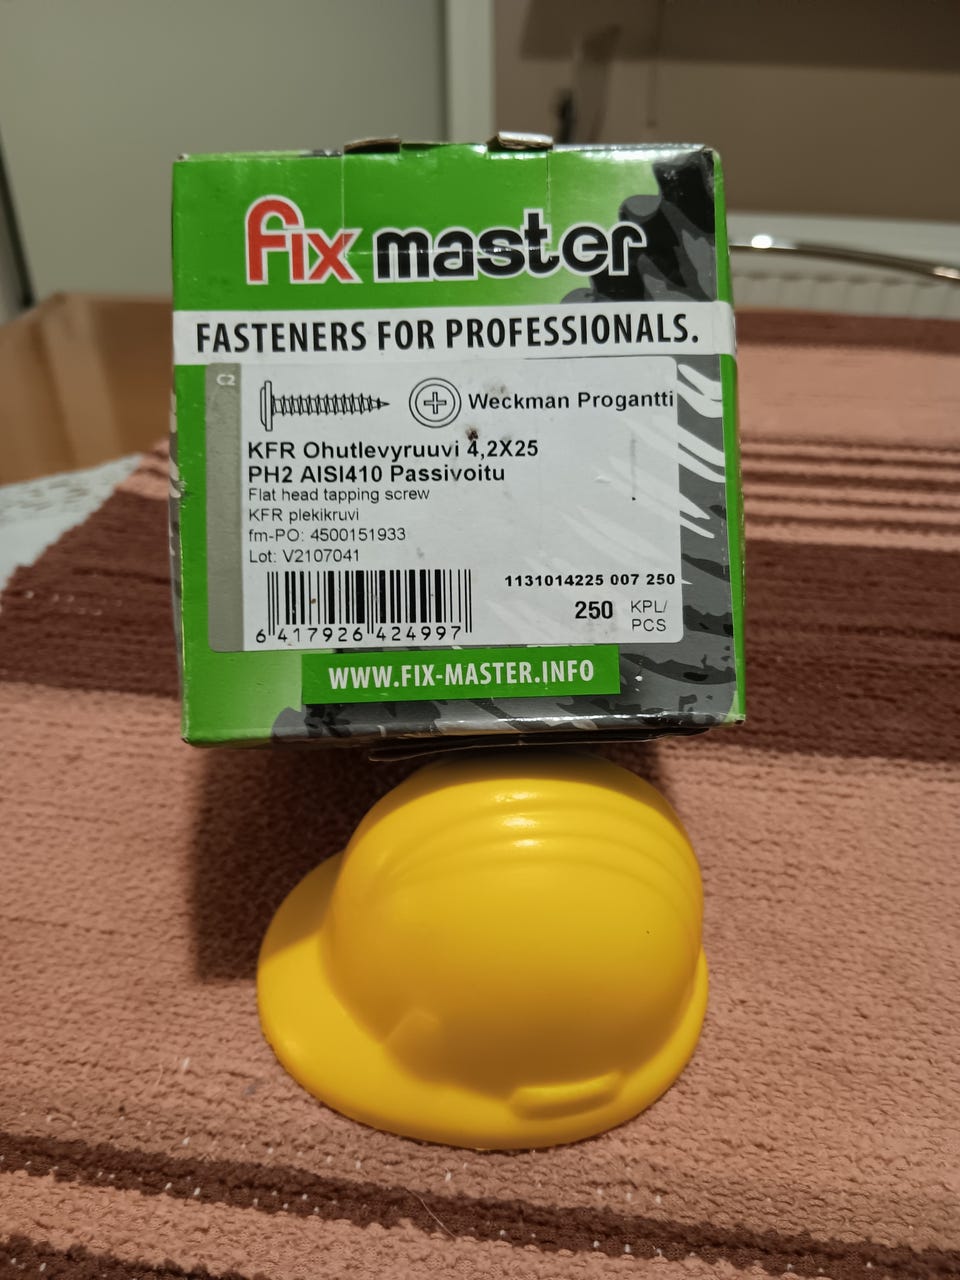 fix master
FASTENERS FOR PROFESSIONALS.
C2
Weckman Progantti
KFR Ohutlevyruuvi 4,2X25
PH2 AISI410 Passivoitu
Flat head tapping screw
KFR plekikruvi
fm-PO: 4500151933
Lot: V2107041
1131014225 007 250
250 KPL/
PCS
6 417926 424997
WWW.FIX-MASTER.INFO